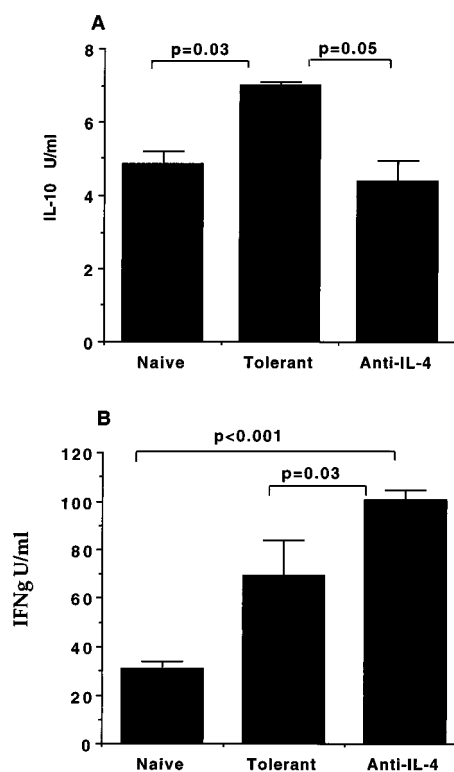 A
p=0.03 p=0.05
IL-10 U/ml
8
6
4
2
0
Naive Tolerant Anti-IL-4
B
p<0.001
p=0.03
IFNg U/ml
120
100
80
60
40
20
0
Naive Tolerant Anti-IL-4